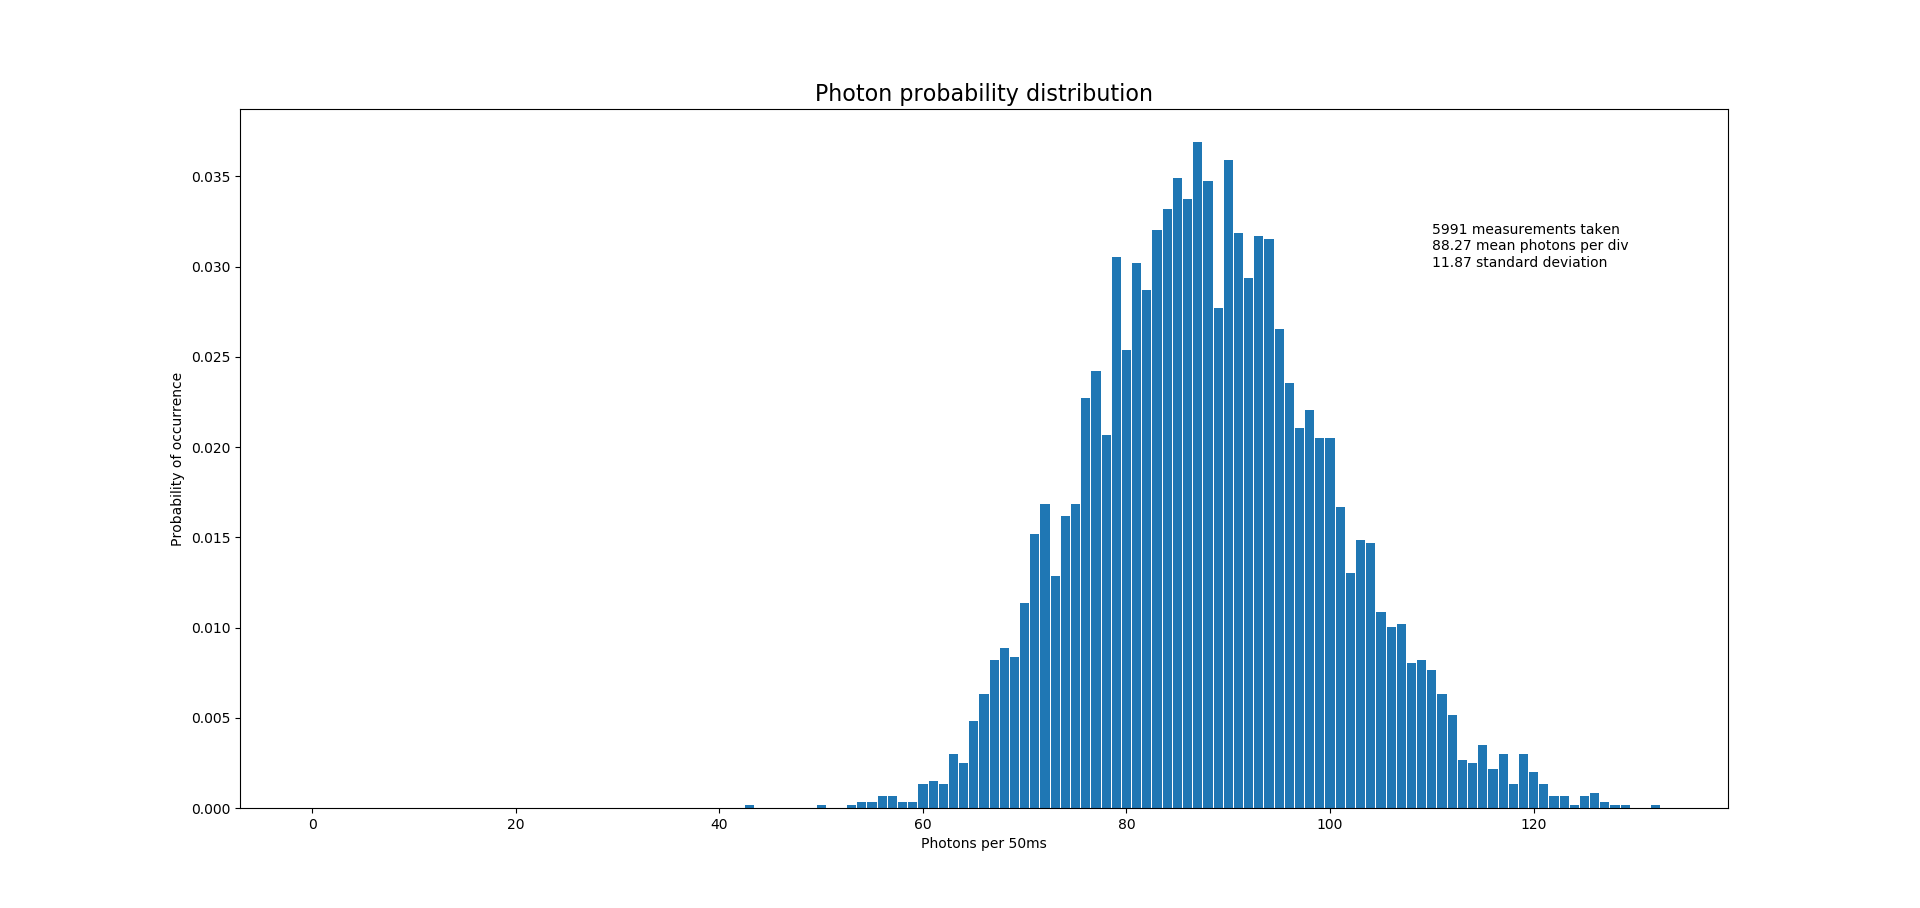 Photon probability distribution
0.035
0.030
0.025
0.020
0.015
0.010
0.005
0.000
Probability of occurrence
5991 measurements taken
88.27 mean photons per div
11.87 standard deviation
0 20 40 60 80 100 120
Photons per 50ms